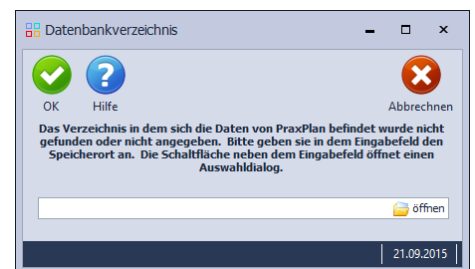 Datenbankverzeichnis
OK Hilfe Abbrechnen
Das Verzeichnis in dem sich die Daten von PraxPlan befindet wurde nicht
gefunden oder nicht angegeben. Bitte geben sie in dem Eingabefeld den
Speicherort an. Die Schaltfläche neben dem Eingabefeld öffnet einen
Auswahldialog.
öffnen
21.09.2015